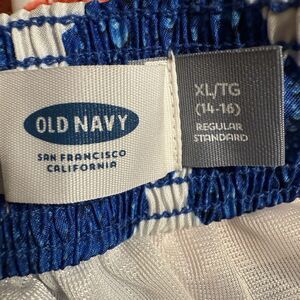 OLD NAVY
SAN FRANCISCO
CALIFORNIA
XL/TG
(14-16)
REGULAR
STANDARD